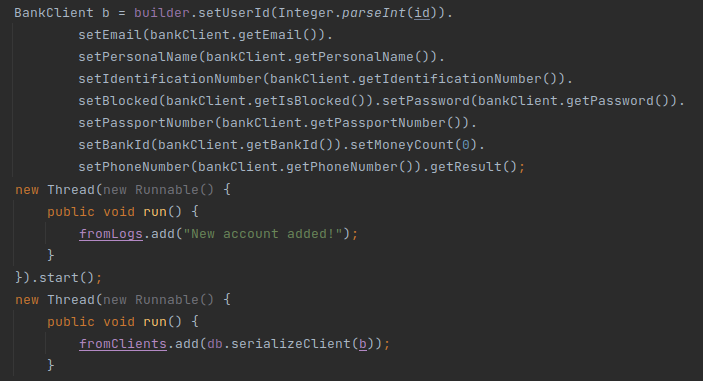 BankClient b = builder.setUserId(Integer.parseInt(id)).
setEmail(bankClient.getEmail()).
setPersonalName(bankClient.getPersonalName()).
setIdentificationNumber(bankClient.getIdentificationNumber()).
setBlocked(bankClient.getIsBlocked()).setPassword(bankClient.getPassword()).
setPassportNumber(bankClient.getPassportNumber()).
setBankId(bankClient.getBankId()).setMoneyCount(0).
setPhoneNumber(bankClient.getPhoneNumber()).getResult();
new Thread(new Runnable() {
public void run() {
fromLogs.add("New account added!");
}
}).start();
new Thread(new Runnable() {
public void run() {
fromClients.add(db.serializeClient(b));
}